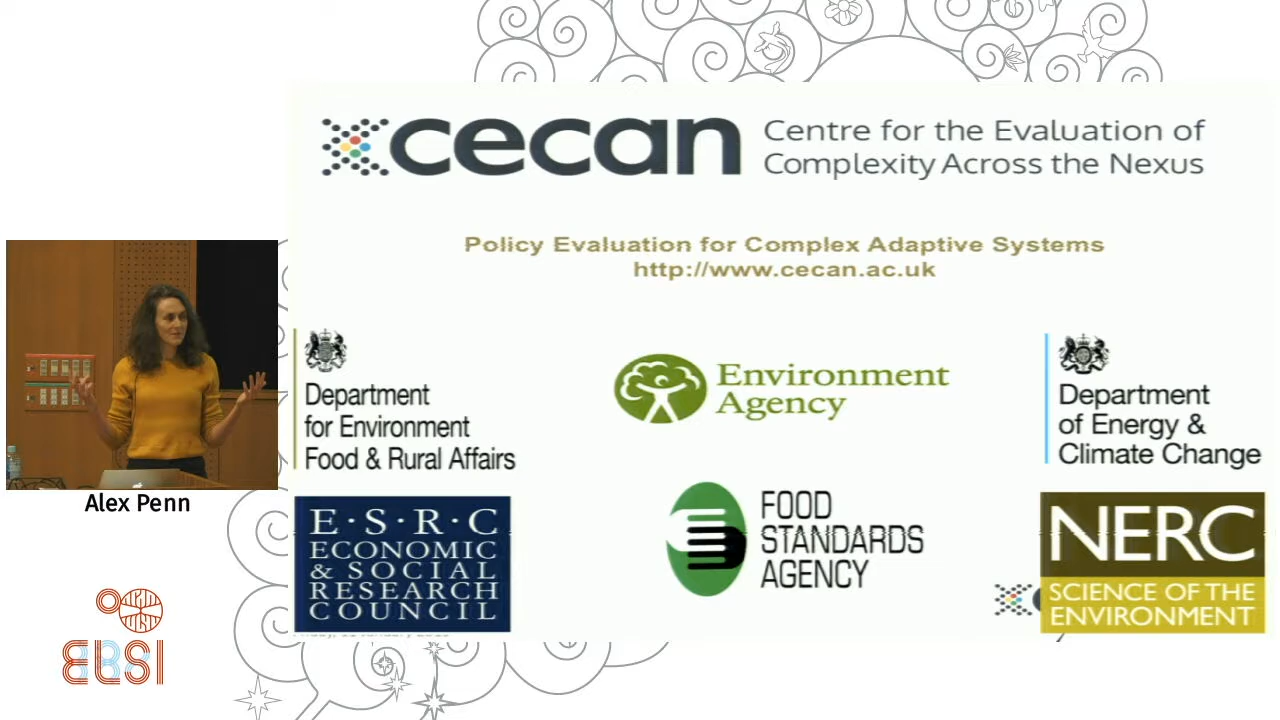 cecan
Centre for the Evaluation of
Complexity Across the Nexus
Policy Evaluation for Complex Adaptive Systems
http://www.cecan.ac.uk
Department
for Environment
Food & Rural Affairs
Environment
Agency
Department
of Energy &
Climate Change
Alex Penn
E·S·R·C
ECONOMIC
& SOCIAL
RESEARCH
COUNCIL
FOOD
STANDARDS
AGENCY
NERC
SCIENCE OF THE
ENVIRONMENT
ELSI